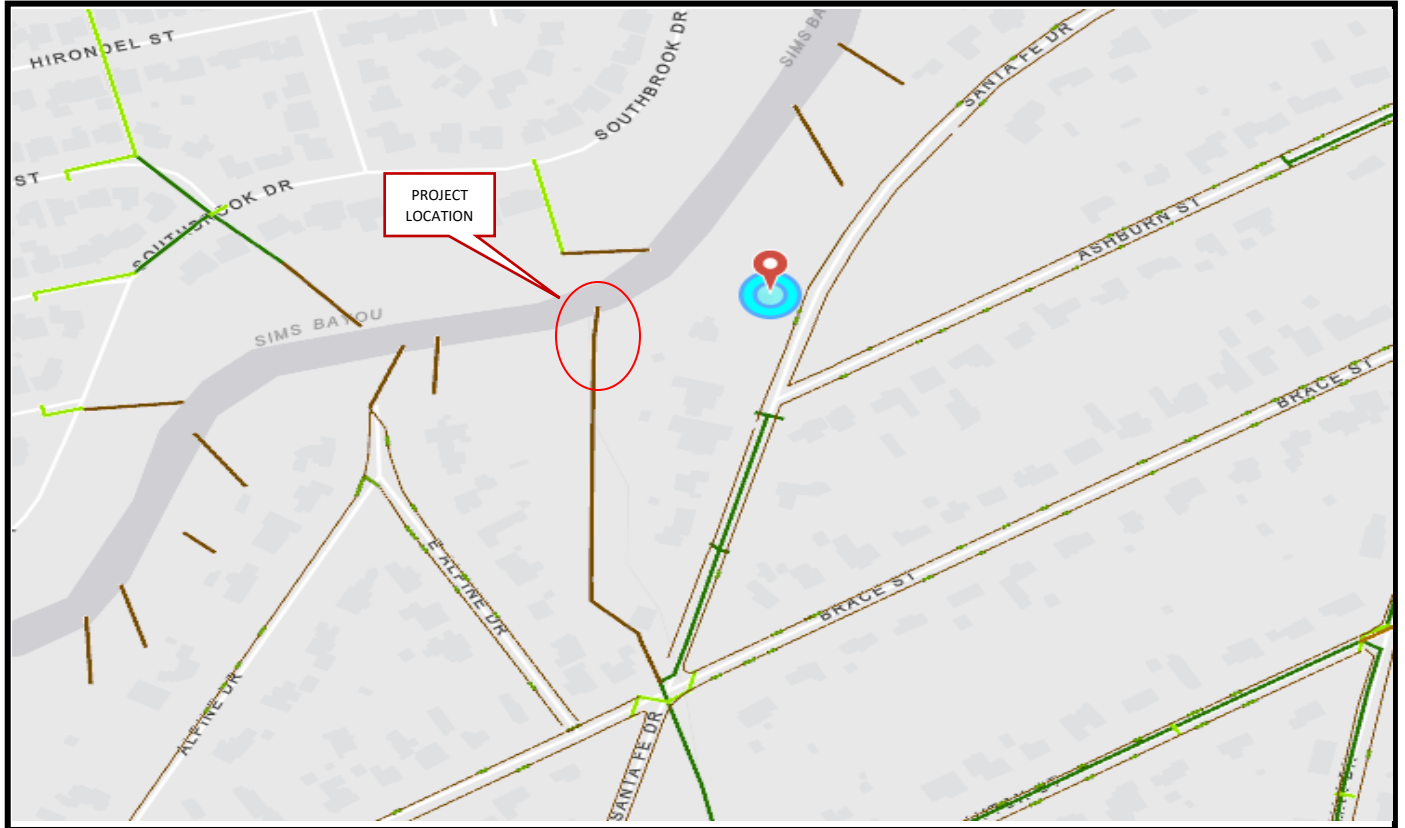 HIRONDEL ST
SOUTHBROOK DR
SIMS BA
SANTA FE DR
ST
SOUTHBROOK DR
PROJECT
LOCATION
ASHBURN ST
SIMS BAYOU
BRACE ST
E ALPINE DR
BRACE ST
ALPINE DR
SANTA FE DR